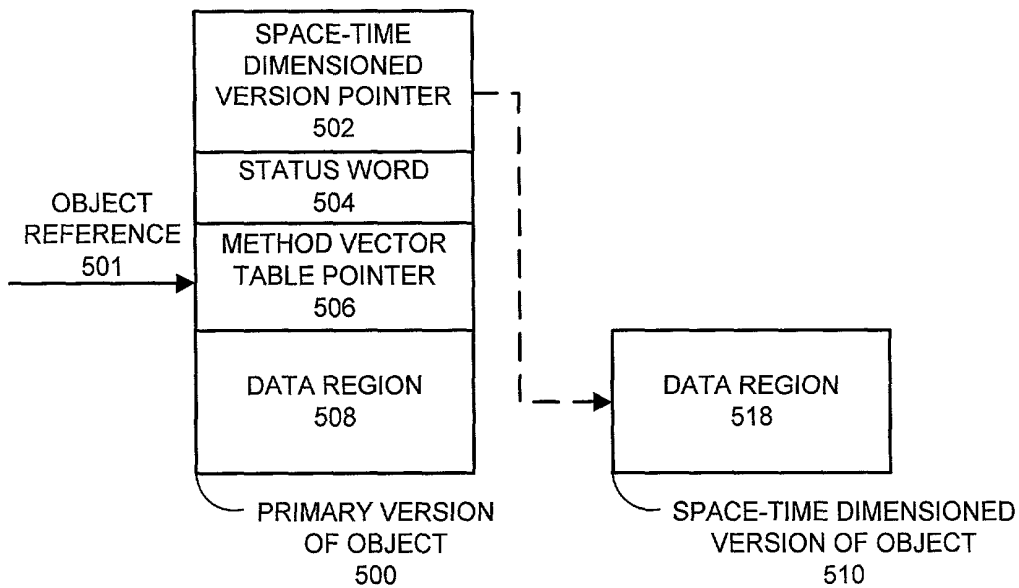 SPACE-TIME
DIMENSIONED
VERSION POINTER
502
STATUS WORD
504
OBJECT
REFERENCE
501
METHOD VECTOR
TABLE POINTER
506
DATA REGION
508
DATA REGION
518
PRIMARY VERSION
OF OBJECT
500
SPACE-TIME DIMENSIONED
VERSION OF OBJECT
510